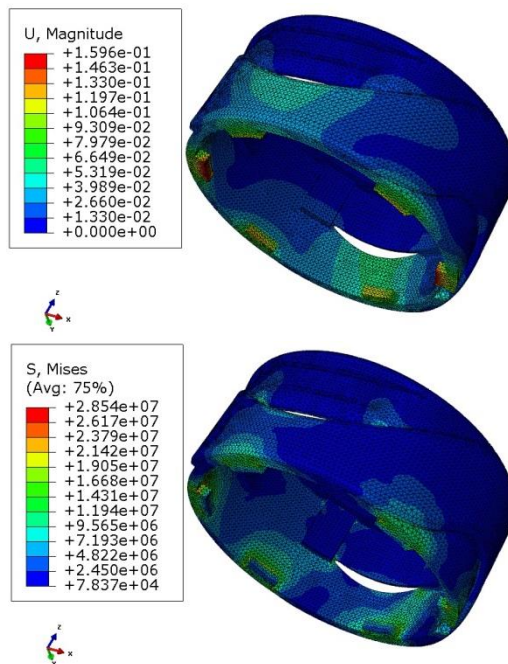 U, Magnitude
+1.596e-01
+1.463e-01
+1.330e-01
+1.197e-01
+1.064e-01
+9.309e-02
+7.979e-02
+6.649e-02
+5.319e-02
+3.989e-02
+2.660e-02
+1.330e-02
+0.000e+00
Z
X
Y
S, Mises
(Avg: 75%)
+2.854e+07
+2.617e+07
+2.379e+07
+2.142e+07
+1.905e+07
+1.668e+07
+1.431e+07
+1.194e+07
+9.565e+06
+7.193e+06
+4.822e+06
+2.450e+06
+7.837e+04
Z
X
Y